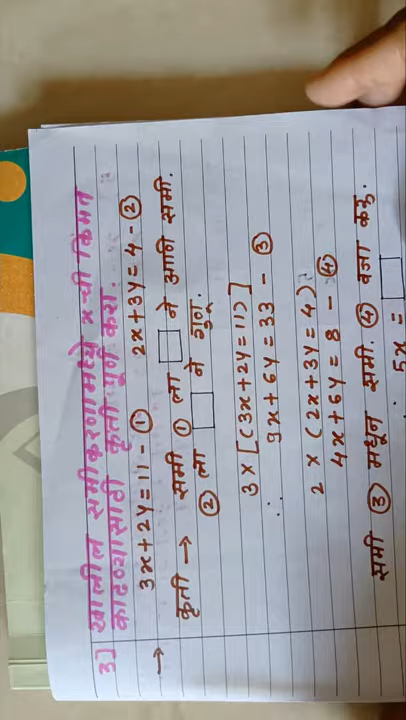 3] खालील समीकरणामध्ये x ची किंमत
काढण्यासाठी कृती पूर्ण करा.
→ 3x+2y=11-① 2x+3y=4-②
कृती → समी ① ला □ ने आणि समी.
② ला □ ने गुणू.
3x[(3x+2y=11)]
∴ 9x+6y=33-③
2x(2x+3y=4)
4x+6y=8-④
समी ③ मधून समी. ④ वजा करू.
∴ 5x=□